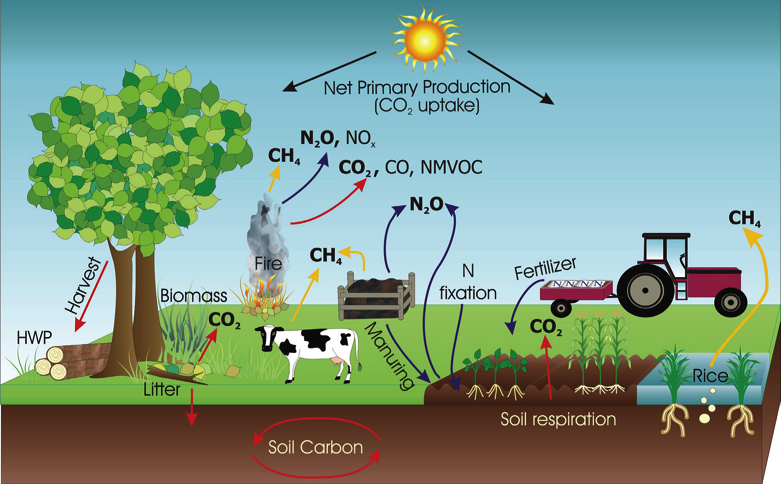 Net Primary Production
(CO₂ uptake)
N₂O, NOₓ
CH₄
CO₂, CO, NMVOC
N₂O
CH₄
CH₄
Fire
N
fixation
Fertilizer
Harvest
Biomass
CO₂
CO₂
HWP
Manuring
Litter
Rice
Soil respiration
Soil Carbon